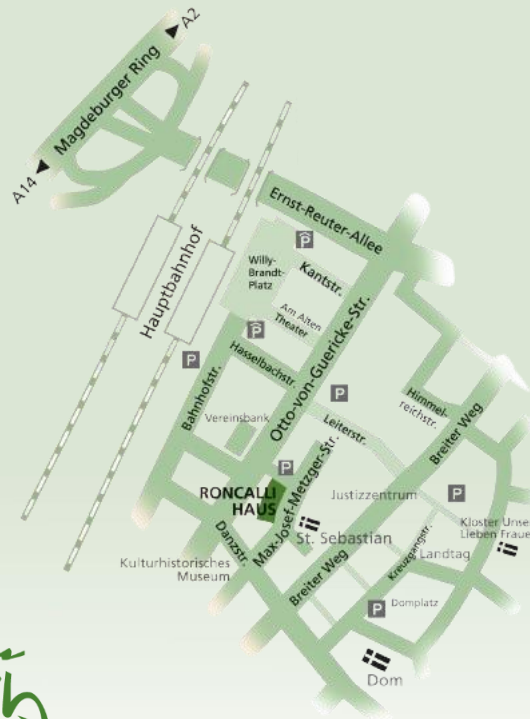 A2
Magdeburger Ring
A14
Ernst-Reuter-Allee
Hauptbahnhof
P
Willy-
Brandt-
Platz
Kantstr.
Am Alten
Theater
P
Otto-von-Guericke-Str.
Hasselbachstr.
P
Bahnhofstr.
P
Himmel-
reichstr.
Vereinsbank
Leiterstr.
Breiter Weg
P
RONCALLI
HAUS
Max-Josef-Metzger-Str.
Justizzentrum
P
Danzstr.
St. Sebastian
Kloster Unser
Lieben Fraue
Kulturhistorisches
Museum
Kreuzgangstr.
Landtag
Breiter Weg
P
Domplatz
Dom